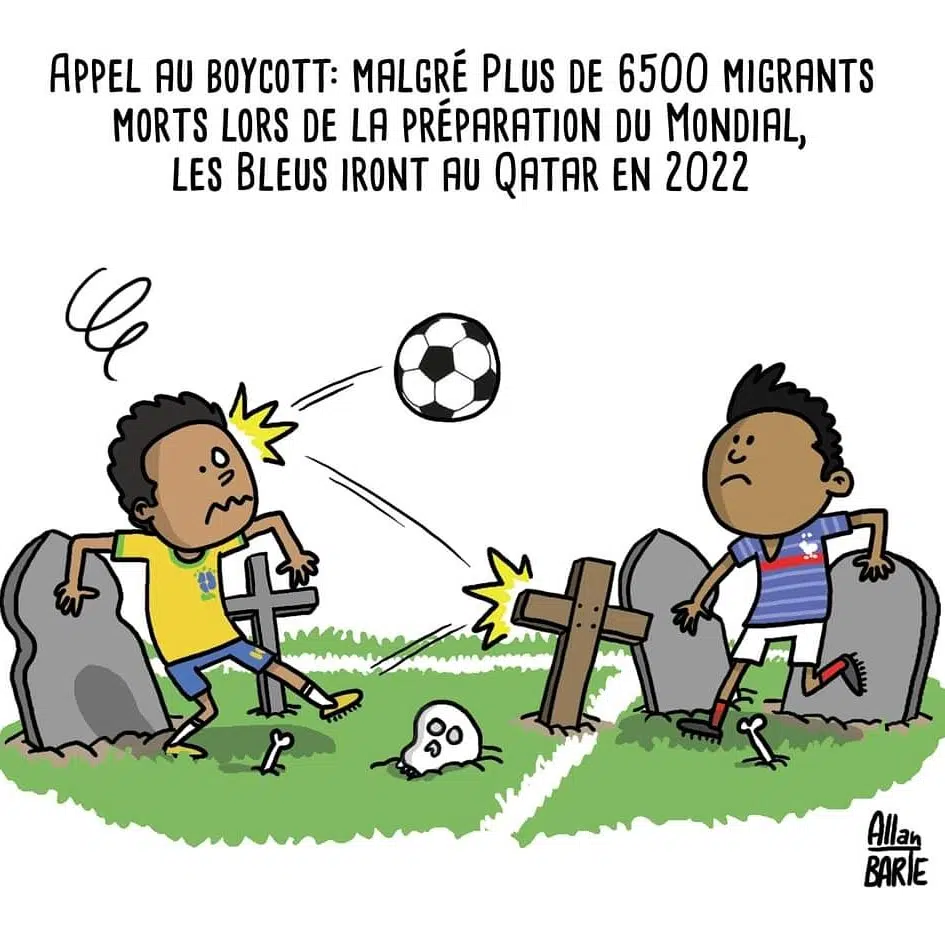 Appel au boycott: malgré Plus de 6500 migrants
morts lors de la préparation du Mondial,
les Bleus iront au Qatar en 2022
Allan
BARTE